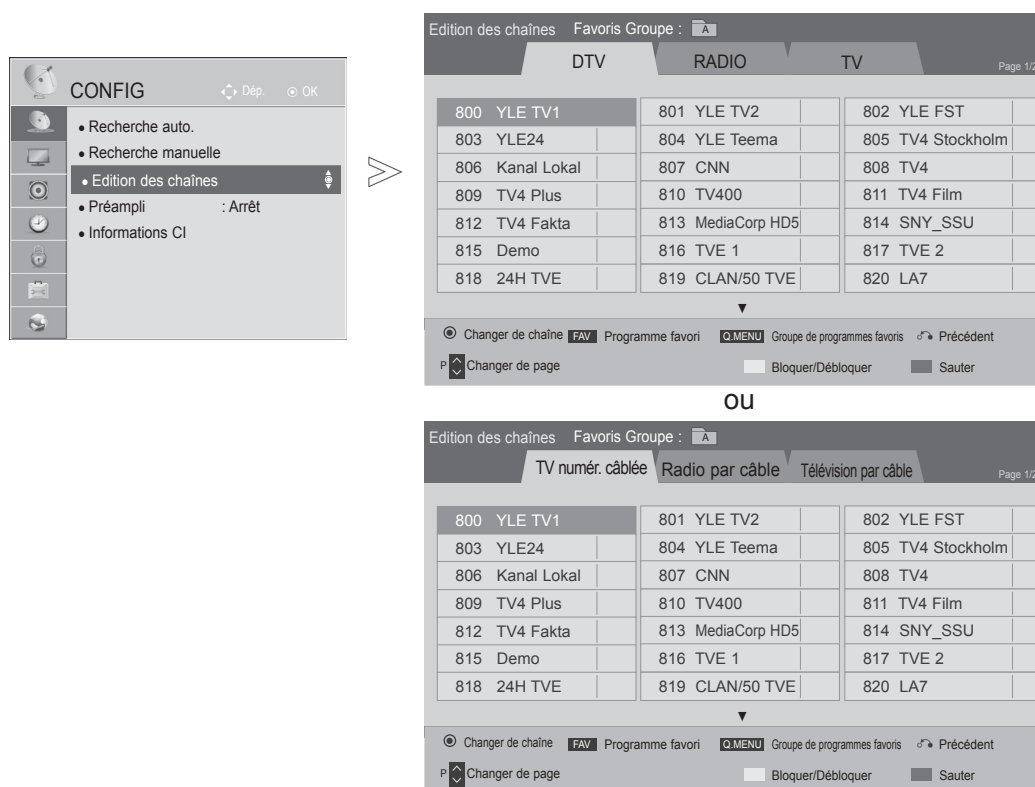 CONFIG Dép. OK
• Recherche auto.
• Recherche manuelle
• Edition des chaînes
• Préampli : Arrêt
• Informations CI
Edition des chaînes Favoris Groupe : A
DTV RADIO TV Page 1/2
800 YLE TV1 801 YLE TV2 802 YLE FST
803 YLE24 804 YLE Teema 805 TV4 Stockholm
806 Kanal Lokal 807 CNN 808 TV4
809 TV4 Plus 810 TV400 811 TV4 Film
812 TV4 Fakta 813 MediaCorp HD5 814 SNY_SSU
815 Demo 816 TVE 1 817 TVE 2
818 24H TVE 819 CLAN/50 TVE 820 LA7
Changer de chaîne FAV Programme favori Q.MENU Groupe de programmes favoris Précédent
P Changer de page Bloquer/Débloquer Sauter
ou
Edition des chaînes Favoris Groupe : A
TV numér. câblée Radio par câble Télévision par câble Page 1/2
800 YLE TV1 801 YLE TV2 802 YLE FST
803 YLE24 804 YLE Teema 805 TV4 Stockholm
806 Kanal Lokal 807 CNN 808 TV4
809 TV4 Plus 810 TV400 811 TV4 Film
812 TV4 Fakta 813 MediaCorp HD5 814 SNY_SSU
815 Demo 816 TVE 1 817 TVE 2
818 24H TVE 819 CLAN/50 TVE 820 LA7
Changer de chaîne FAV Programme favori Q.MENU Groupe de programmes favoris Précédent
P Changer de page Bloquer/Débloquer Sauter